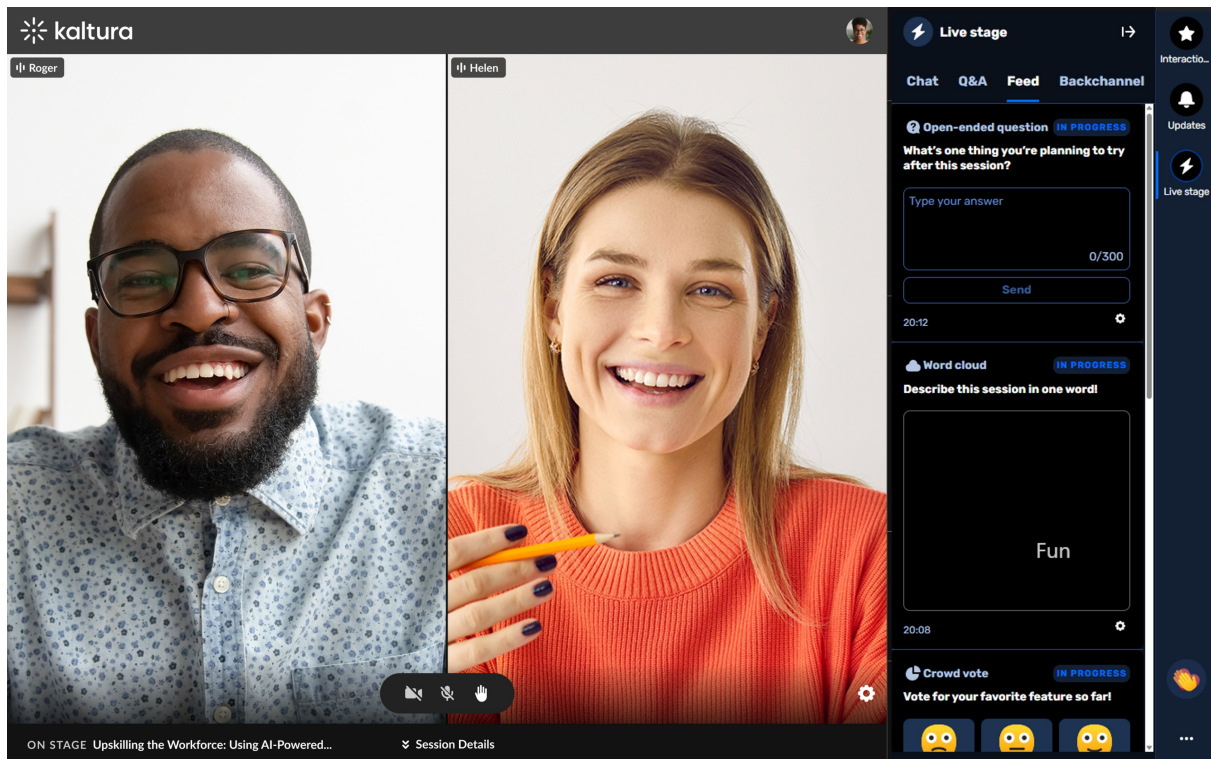 kaltura
Roger
Helen
ON STAGE Upskilling the Workforce: Using AI-Powered...
Session Details
Live stage
Chat Q&A Feed Backchannel
Open-ended question IN PROGRESS
What's one thing you're planning to try
after this session?
Type your answer
0/300
Send
20:12
Word cloud IN PROGRESS
Describe this session in one word!
Fun
20:08
Crowd vote IN PROGRESS
Vote for your favorite feature so far!
Interactio...
Updates
Live stage